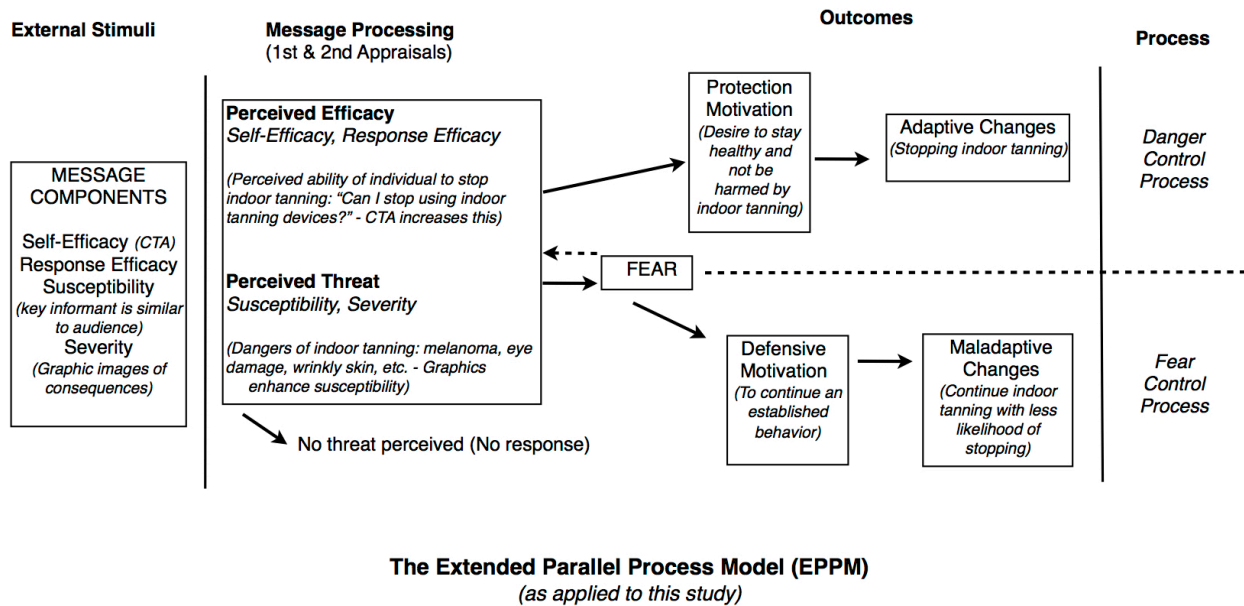 External Stimuli
Message Processing
(1st & 2nd Appraisals)
Outcomes
Process
MESSAGE
COMPONENTS
Self-Efficacy (CTA)
Response Efficacy
Susceptibility
(key informant is similar
to audience)
Severity
(Graphic images of
consequences)
Perceived Efficacy
Self-Efficacy, Response Efficacy
(Perceived ability of individual to stop
indoor tanning: “Can I stop using indoor
tanning devices?” - CTA increases this)
Perceived Threat
Susceptibility, Severity
(Dangers of indoor tanning: melanoma, eye
damage, wrinkly skin, etc. - Graphics
enhance susceptibility)
No threat perceived (No response)
FEAR
Protection
Motivation
(Desire to stay
healthy and
not be
harmed by
indoor tanning)
Adaptive Changes
(Stopping indoor tanning)
Danger
Control
Process
Defensive
Motivation
(To continue an
established
behavior)
Maladaptive
Changes
(Continue indoor
tanning with less
likelihood of
stopping)
Fear
Control
Process
The Extended Parallel Process Model (EPPM)
(as applied to this study)